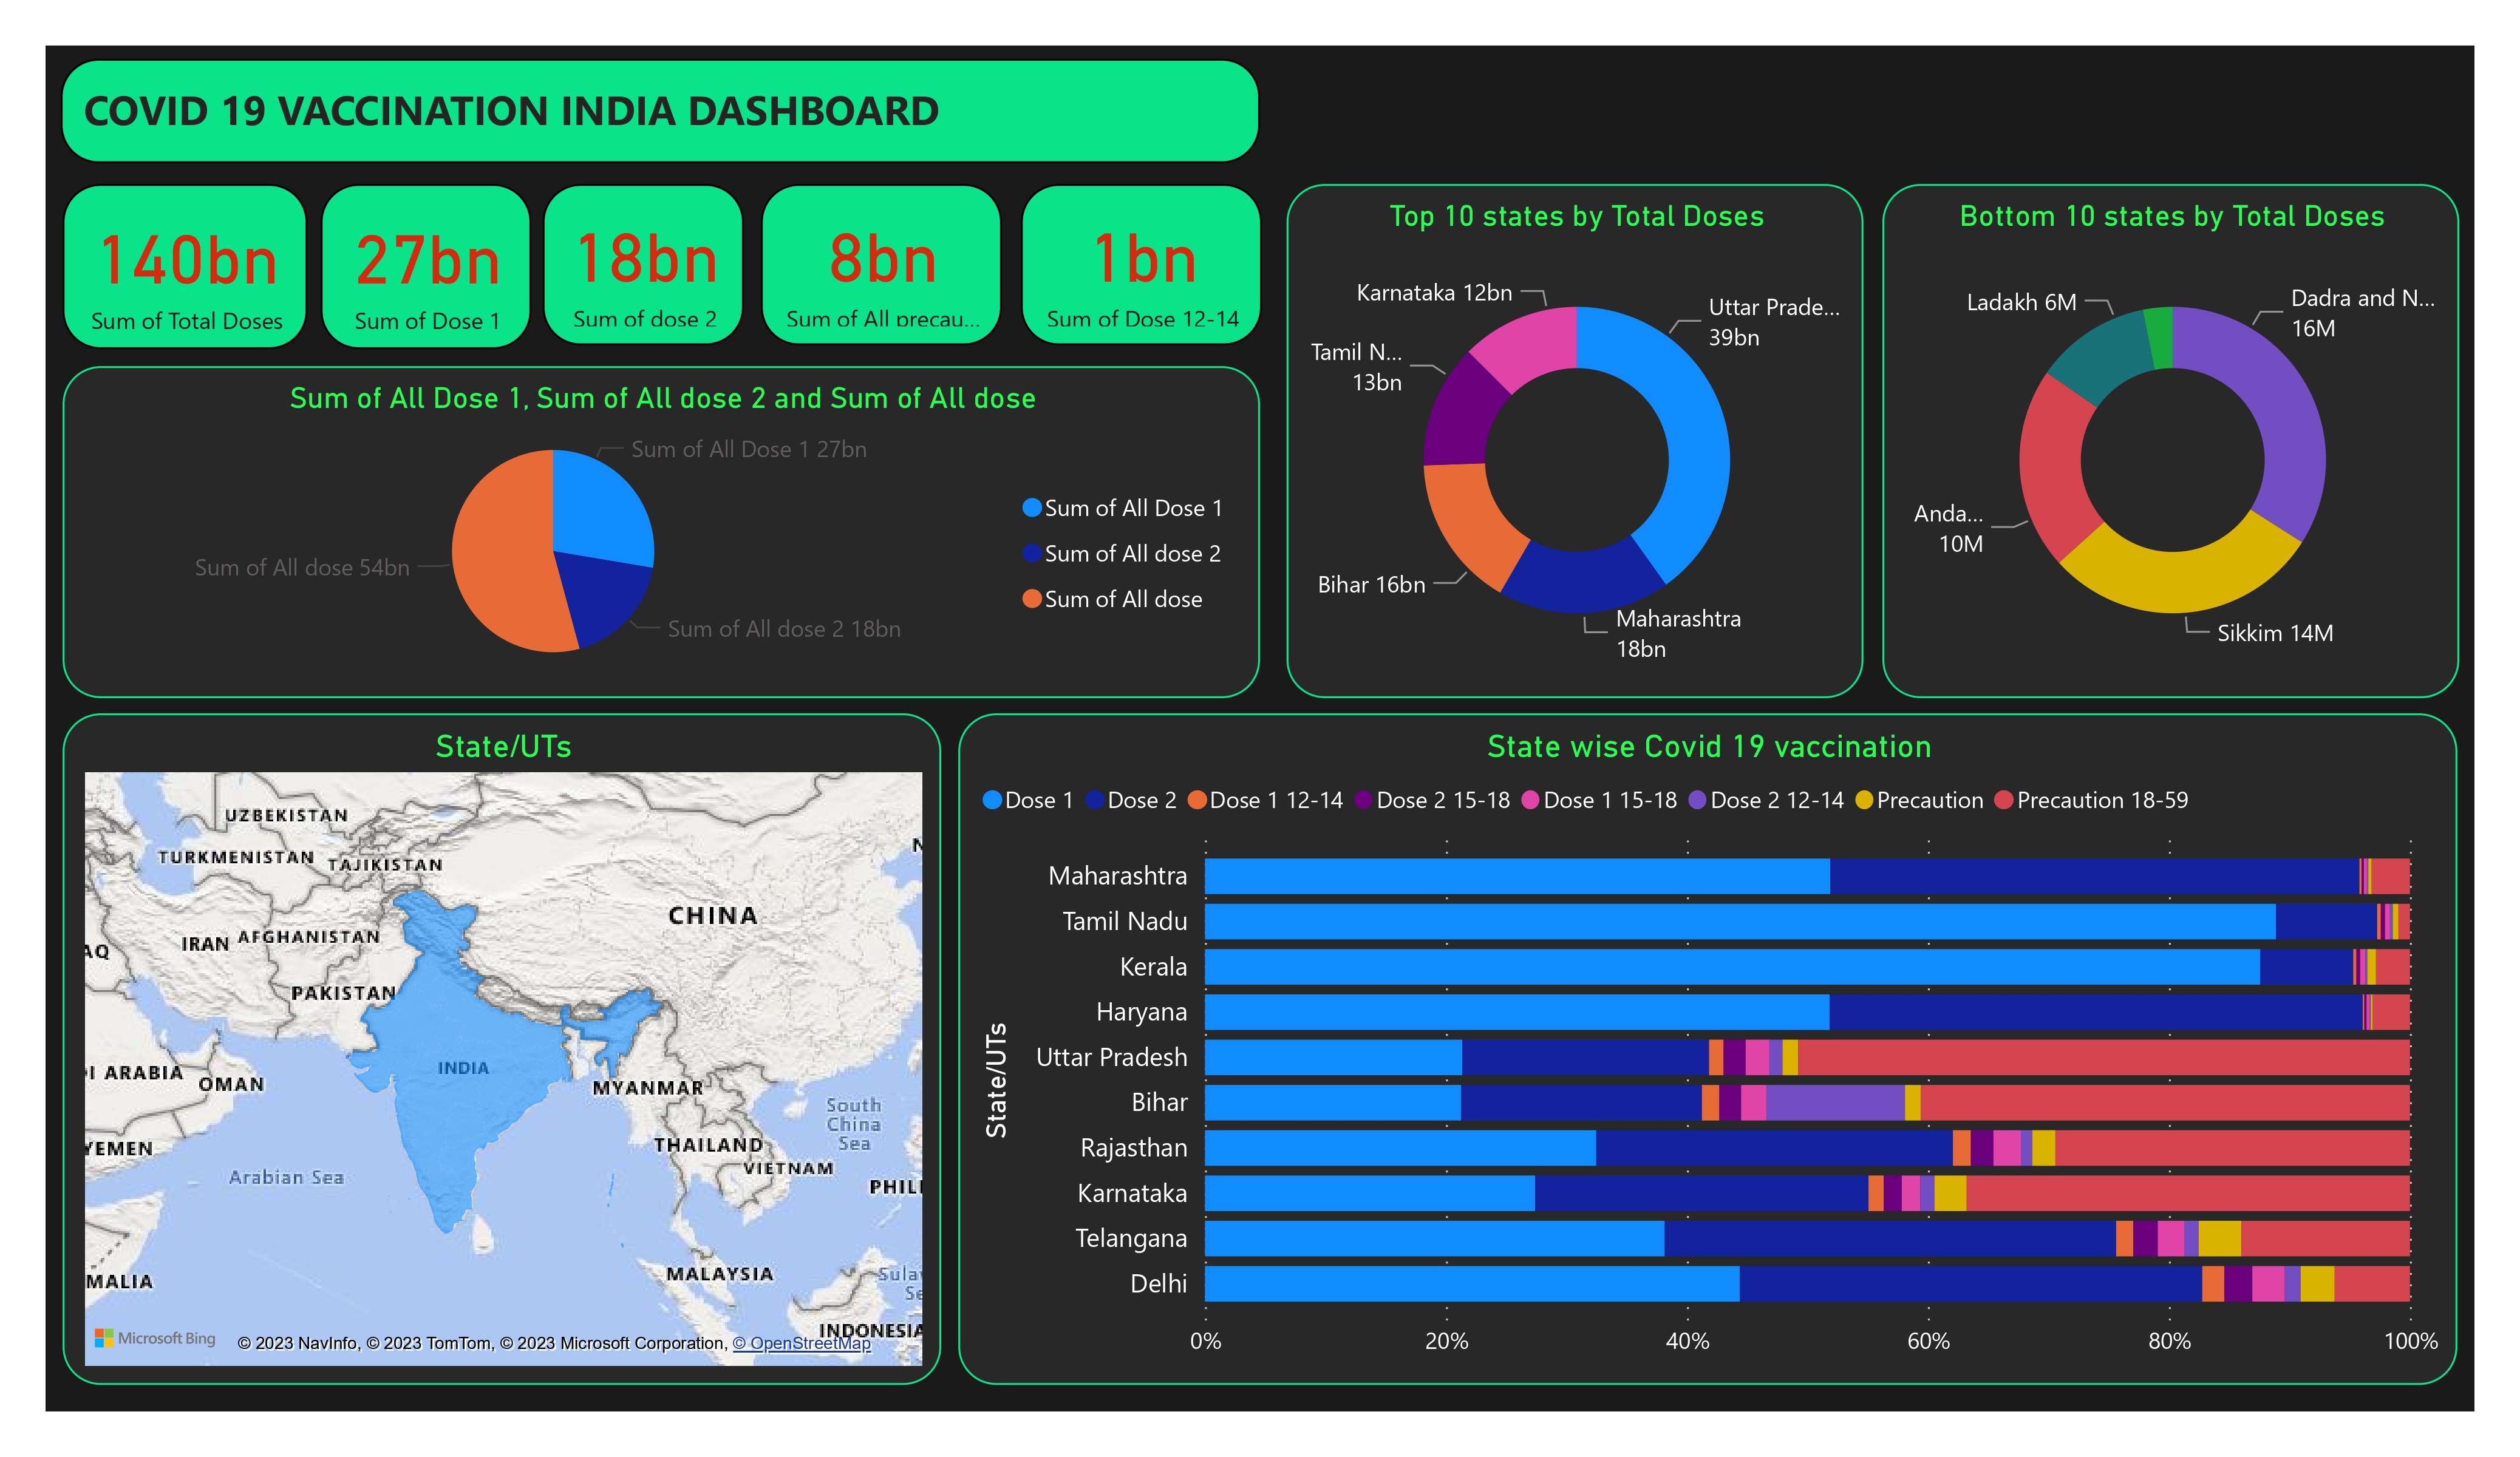 COVID 19 VACCINATION INDIA DASHBOARD
140bn
Sum of Total Doses
27bn
Sum of Dose 1
18bn
Sum of dose 2
8bn
Sum of All precau...
1bn
Sum of Dose 12-14
Sum of All Dose 1, Sum of All dose 2 and Sum of All dose
Sum of All Dose 1 27bn
Sum of All dose 54bn
Sum of All dose 2 18bn
Sum of All Dose 1
Sum of All dose 2
Sum of All dose
Top 10 states by Total Doses
Karnataka 12bn
Uttar Prade...
39bn
Tamil N...
13bn
Bihar 16bn
Maharashtra
18bn
Bottom 10 states by Total Doses
Ladakh 6M
Dadra and N...
16M
Anda...
10M
Sikkim 14M
State/UTs
UZBEKISTAN
TURKMENISTAN
TAJIKISTAN
N
CHINA
IRAN
AFGHANISTAN
AQ
PAKISTAN
INDIA
I ARABIA
OMAN
MYANMAR
South
China
Sea
YEMEN
THAILAND
VIETNAM
Arabian Sea
PHILI
MALAYSIA
MALIA
Sula
Se
INDONESIA
Microsoft Bing
© 2023 NavInfo, © 2023 TomTom, © 2023 Microsoft Corporation, © OpenStreetMap
State wise Covid 19 vaccination
Dose 1 Dose 2 Dose 1 12-14 Dose 2 15-18 Dose 1 15-18 Dose 2 12-14 Precaution Precaution 18-59
State/UTs
Maharashtra
Tamil Nadu
Kerala
Haryana
Uttar Pradesh
Bihar
Rajasthan
Karnataka
Telangana
Delhi
0% 20% 40% 60% 80% 100%